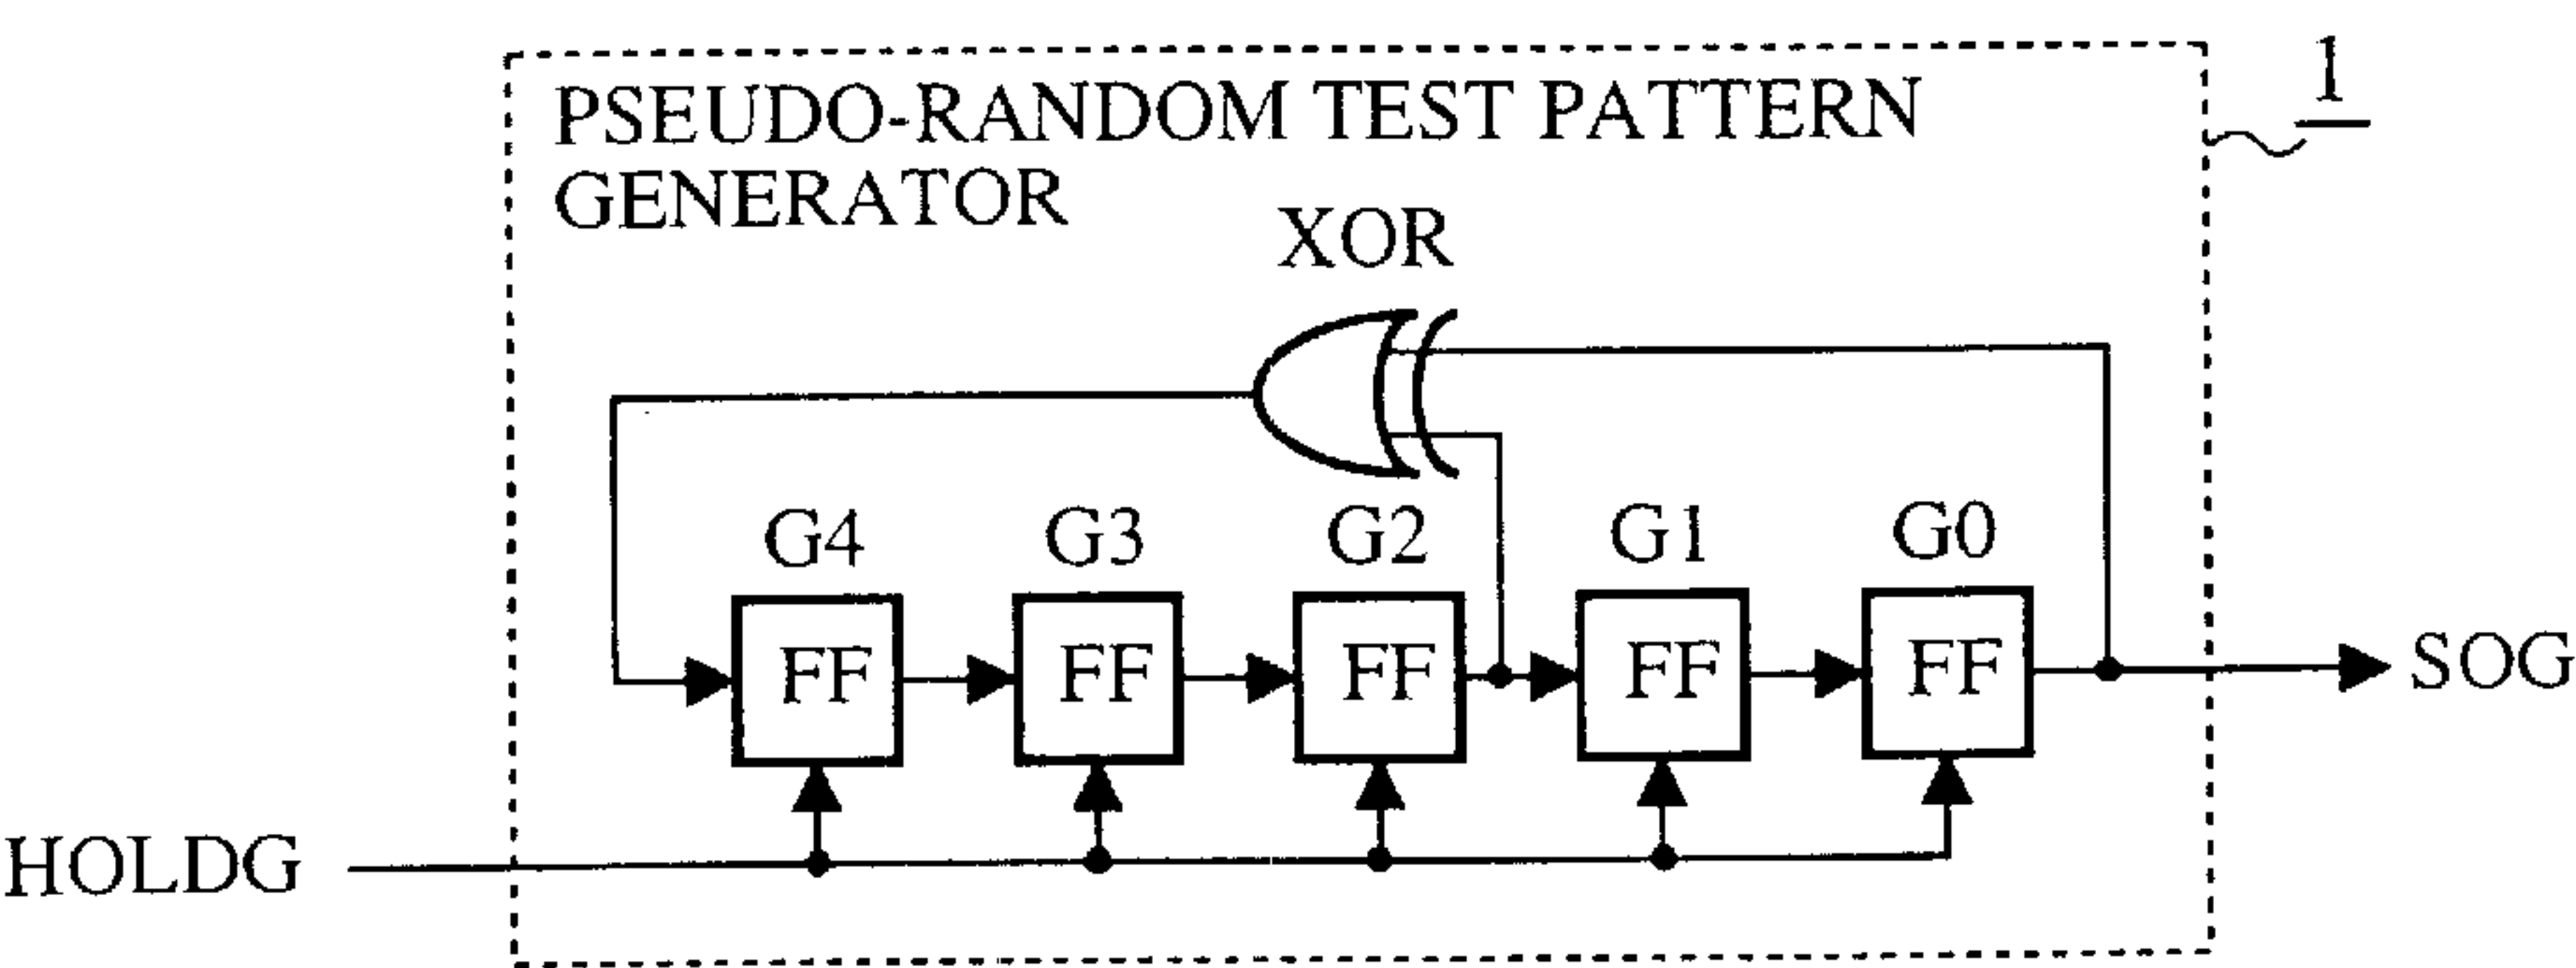 1
PSEUDO-RANDOM TEST PATTERN
GENERATOR
XOR
G4 G3 G2 G1 G0
FF FF FF FF FF
SOG
HOLDG